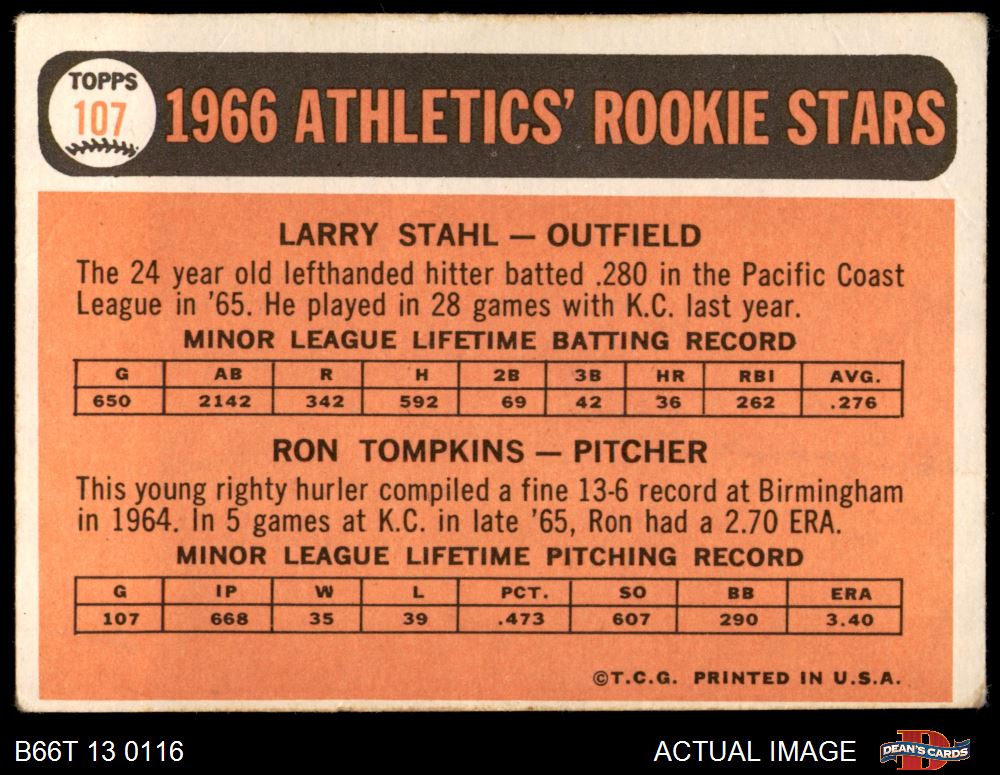 TOPPS
107
1966 ATHLETICS' ROOKIE STARS
LARRY STAHL — OUTFIELD
The 24 year old lefthanded hitter batted .280 in the Pacific Coast
League in '65. He played in 28 games with K.C. last year.
MINOR LEAGUE LIFETIME BATTING RECORD
G AB R H 2B 3B HR RBI AVG.
650 2142 342 592 69 42 36 262 .276
RON TOMPKINS — PITCHER
This young righty hurler compiled a fine 13-6 record at Birmingham
in 1964. In 5 games at K.C. in late '65, Ron had a 2.70 ERA.
MINOR LEAGUE LIFETIME PITCHING RECORD
G IP W L PCT. SO BB ERA
107 668 35 39 .473 607 290 3.40
©T.C.G. PRINTED IN U.S.A.
B66T 13 0116
ACTUAL IMAGE
DEAN'S CARDS